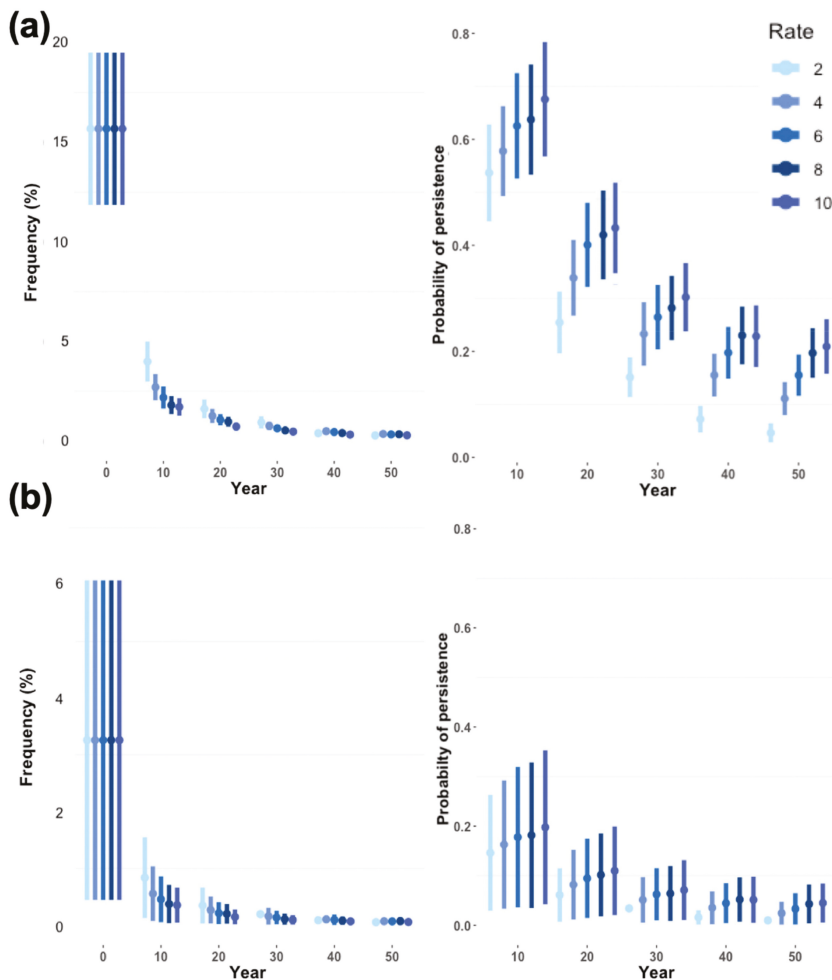 (a)
Frequency (%)
20
15
10
5
0
0 10 20 30 40 50
Year
Probability of persistence
0.8
0.6
0.4
0.2
0.0
10 20 30 40 50
Year
Rate
2
4
6
8
10
(b)
Frequency (%)
6
4
2
0
0 10 20 30 40 50
Year
Probabilty of persistence
0.8
0.6
0.4
0.2
0.0
10 20 30 40 50
Year